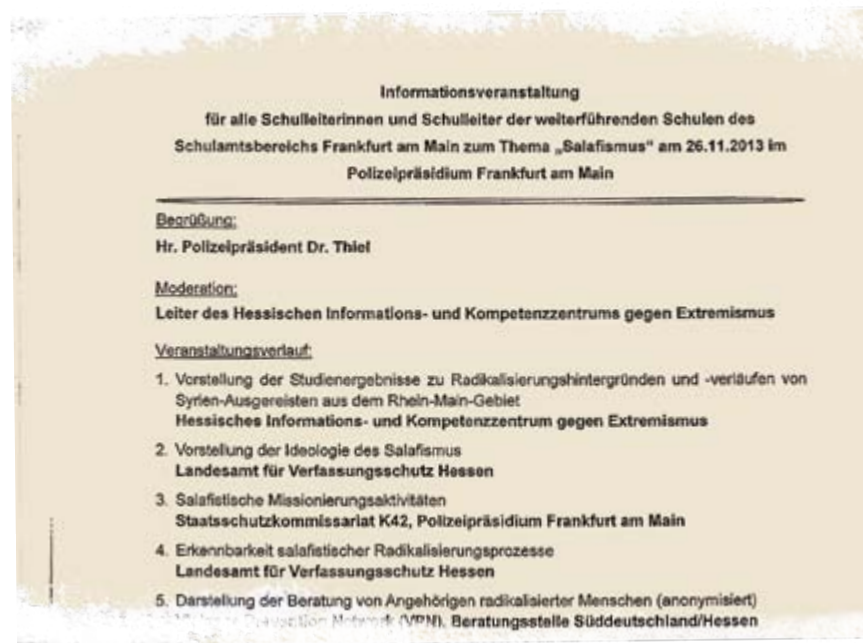 Informationsveranstaltung
für alle Schulleiterinnen und Schulleiter der weiterführenden Schulen des
Schulamtsbereichs Frankfurt am Main zum Thema „Salafismus“ am 26.11.2013 im
Polizeipräsidium Frankfurt am Main
Begrüßung:
Hr. Polizeipräsident Dr. Thiel
Moderation:
Leiter des Hessischen Informations- und Kompetenzzentrums gegen Extremismus
Veranstaltungsverlauf:
1. Vorstellung der Studienergebnisse zu Radikalisierungshintergründen und -verläufen von
Syrien-Ausgereisten aus dem Rhein-Main-Gebiet
Hessisches Informations- und Kompetenzzentrum gegen Extremismus
2. Vorstellung der Ideologie des Salafismus
Landesamt für Verfassungsschutz Hessen
3. Salafistische Missionierungsaktivitäten
Staatsschutzkommissariat K42, Polizeipräsidium Frankfurt am Main
4. Erkennbarkeit salafistischer Radikalisierungsprozesse
Landesamt für Verfassungsschutz Hessen
5. Darstellung der Beratung von Angehörigen radikalisierter Menschen (anonymisiert)
Prevention Network (VPN), Beratungsstelle Süddeutschland/Hessen